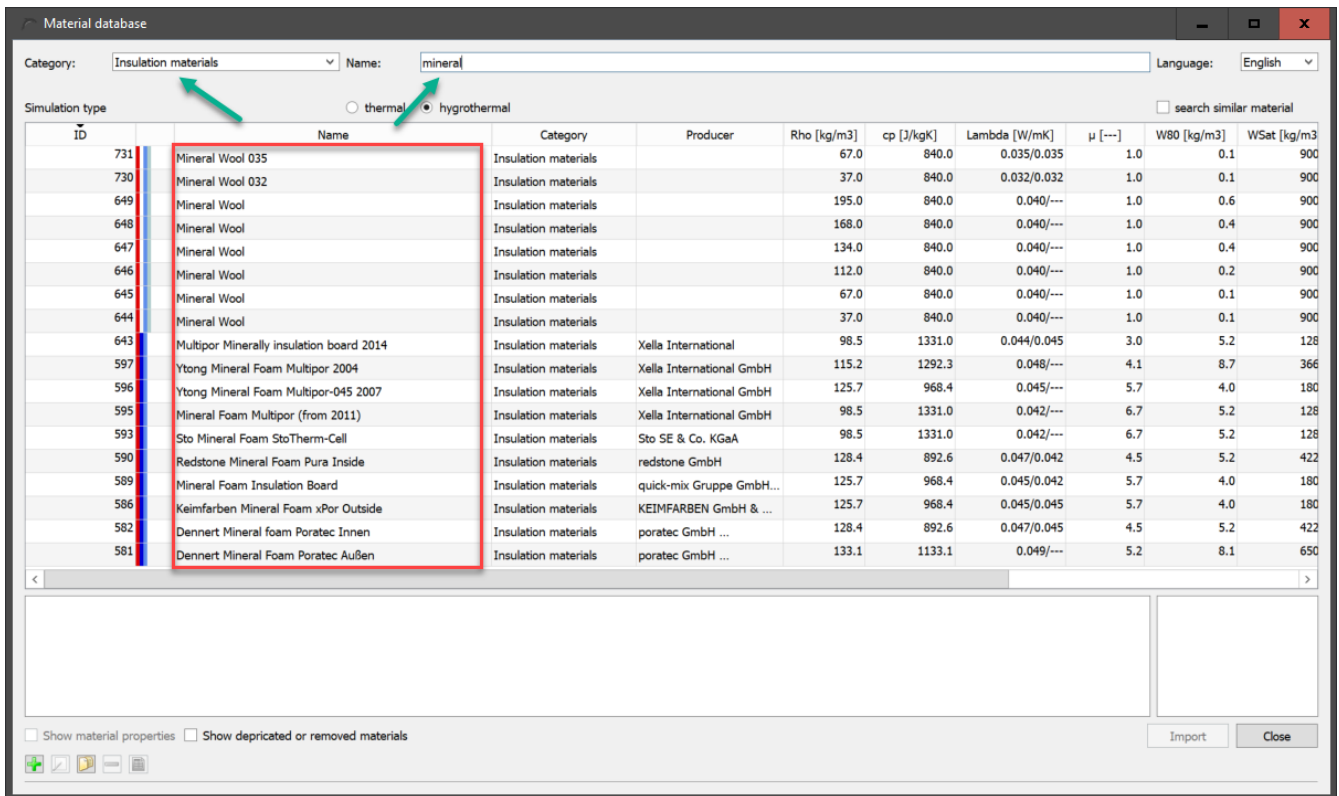 Material database
Category: Insulation materials Name: mineral Language: English
Simulation type thermal hygrothermal search similar material
ID Name Category Producer Rho [kg/m3] cp [J/kgK] Lambda [W/mK] μ [---] W80 [kg/m3] WSat [kg/m3
731 Mineral Wool 035 Insulation materials 67.0 840.0 0.035/0.035 1.0 0.1 900
730 Mineral Wool 032 Insulation materials 37.0 840.0 0.032/0.032 1.0 0.1 900
649 Mineral Wool Insulation materials 195.0 840.0 0.040/--- 1.0 0.6 900
648 Mineral Wool Insulation materials 168.0 840.0 0.040/--- 1.0 0.4 900
647 Mineral Wool Insulation materials 134.0 840.0 0.040/--- 1.0 0.4 900
646 Mineral Wool Insulation materials 112.0 840.0 0.040/--- 1.0 0.2 900
645 Mineral Wool Insulation materials 67.0 840.0 0.040/--- 1.0 0.1 900
644 Mineral Wool Insulation materials 37.0 840.0 0.040/--- 1.0 0.1 900
643 Multipor Minerally insulation board 2014 Insulation materials Xella International 98.5 1331.0 0.044/0.045 3.0 5.2 128
597 Ytong Mineral Foam Multipor 2004 Insulation materials Xella International GmbH 115.2 1292.3 0.048/--- 4.1 8.7 366
596 Ytong Mineral Foam Multipor-045 2007 Insulation materials Xella International GmbH 125.7 968.4 0.045/--- 5.7 4.0 180
595 Mineral Foam Multipor (from 2011) Insulation materials Xella International GmbH 98.5 1331.0 0.042/--- 6.7 5.2 128
593 Sto Mineral Foam StoTherm-Cell Insulation materials Sto SE & Co. KGaA 98.5 1331.0 0.042/--- 6.7 5.2 128
590 Redstone Mineral Foam Pura Inside Insulation materials redstone GmbH 128.4 892.6 0.047/0.042 4.5 5.2 422
589 Mineral Foam Insulation Board Insulation materials quick-mix Gruppe GmbH... 125.7 968.4 0.045/0.042 5.7 4.0 180
586 Keimfarben Mineral Foam xPor Outside Insulation materials KEIMFARBEN GmbH & ... 125.7 968.4 0.045/0.045 5.7 4.0 180
582 Dennert Mineral foam Poratec Innen Insulation materials poratec GmbH ... 128.4 892.6 0.047/0.045 4.5 5.2 422
581 Dennert Mineral Foam Poratec Außen Insulation materials poratec GmbH ... 133.1 1133.1 0.049/--- 5.2 8.1 650
Show material properties Show depricated or removed materials Import Close